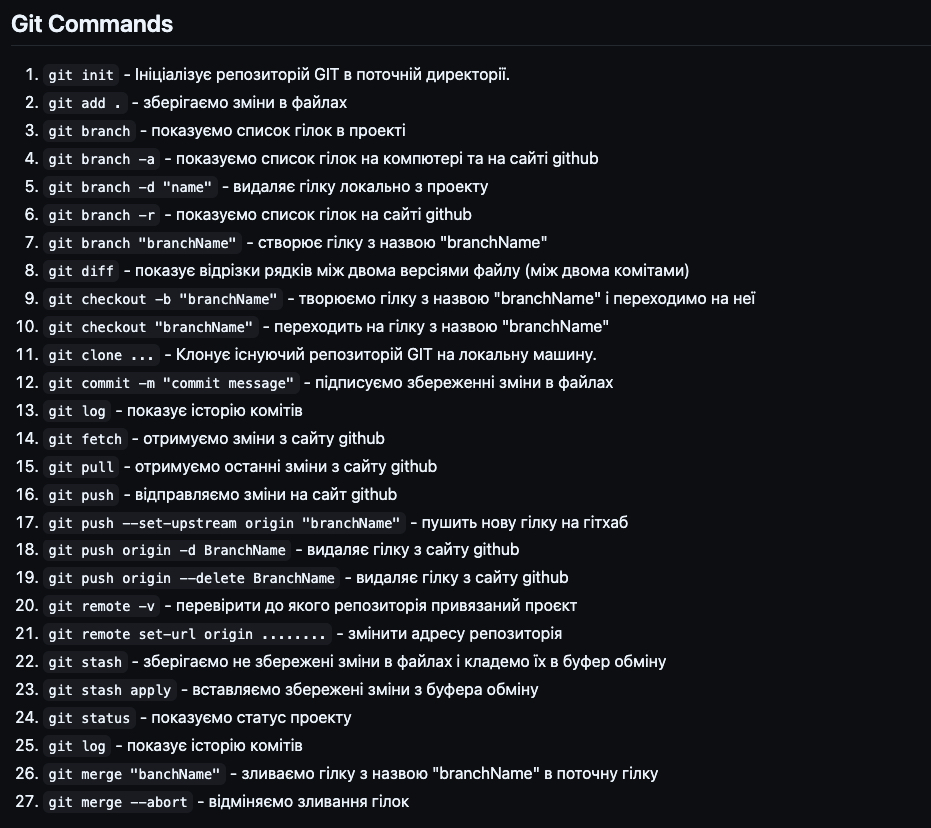 Git Commands
1. git init - Ініціалізує репозиторій GIT в поточній директорії.
2. git add . - зберігаємо зміни в файлах
3. git branch - показуємо список гілок в проекті
4. git branch -a - показуємо список гілок на компютері та на сайті github
5. git branch -d "name" - видаляє гілку локально з проекту
6. git branch -r - показуємо список гілок на сайті github
7. git branch "branchName" - створює гілку з назвою "branchName"
8. git diff - показує відрізки рядків між двома версіями файлу (між двома комітами)
9. git checkout -b "branchName" - творюємо гілку з назвою "branchName" і переходимо на неї
10. git checkout "branchName" - переходить на гілку з назвою "branchName"
11. git clone ... - Клонує існуючий репозиторій GIT на локальну машину.
12. git commit -m "commit message" - підписуємо збереженні зміни в файлах
13. git log - показує історію комітів
14. git fetch - отримуємо зміни з сайту github
15. git pull - отримуємо останні зміни з сайту github
16. git push - відправляємо зміни на сайт github
17. git push --set-upstream origin "branchName" - пушить нову гілку на гітхаб
18. git push origin -d BranchName - видаляє гілку з сайту github
19. git push origin --delete BranchName - видаляє гілку з сайту github
20. git remote -v - перевірити до якого репозиторія привязаний проєкт
21. git remote set-url origin ........ - змінити адресу репозиторія
22. git stash - зберігаємо не збережені зміни в файлах і кладемо їх в буфер обміну
23. git stash apply - вставляємо збережені зміни з буфера обміну
24. git status - показуємо статус проекту
25. git log - показує історію комітів
26. git merge "banchName" - зливаємо гілку з назвою "branchName" в поточну гілку
27. git merge --abort - відміняємо зливання гілок